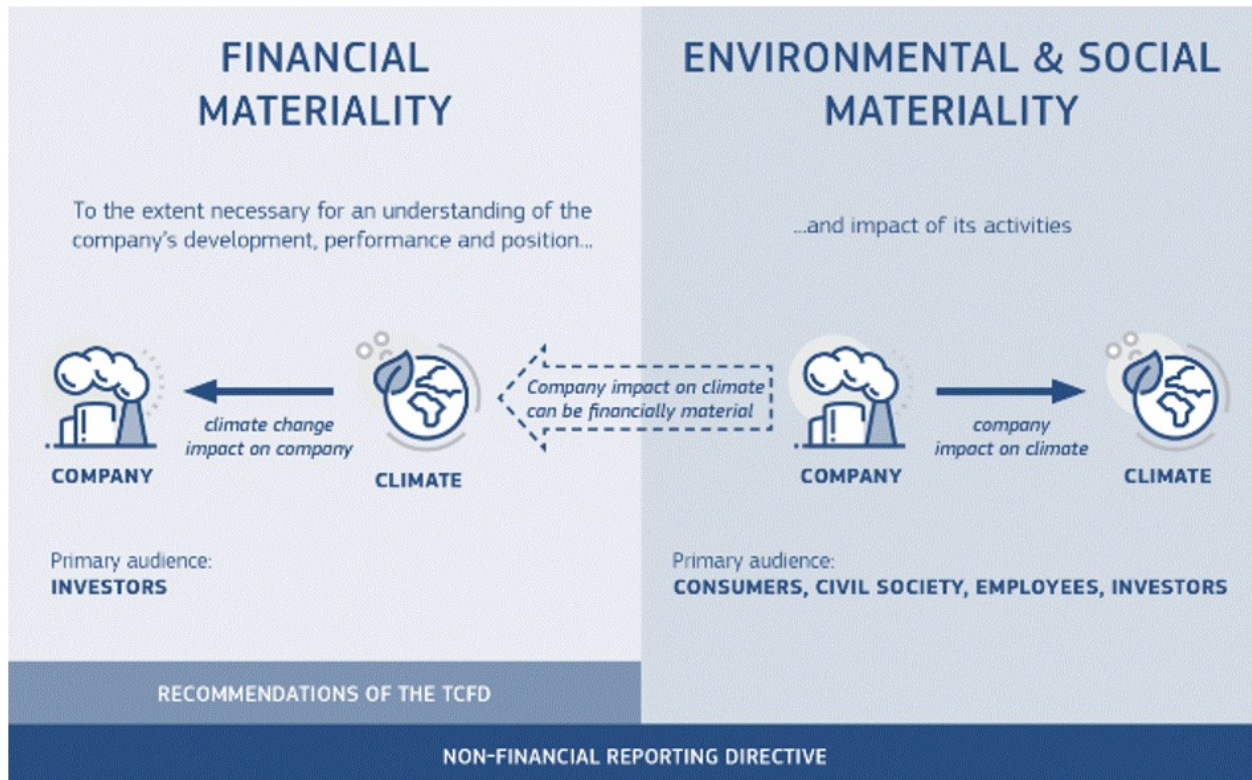 FINANCIAL
MATERIALITY
To the extent necessary for an understanding of the
company's development, performance and position...
climate change
impact on company
COMPANY
CLIMATE
Primary audience:
INVESTORS
RECOMMENDATIONS OF THE TCFD
Company impact on climate
can be financially material
ENVIRONMENTAL & SOCIAL
MATERIALITY
...and impact of its activities
company
impact on climate
COMPANY
CLIMATE
Primary audience:
CONSUMERS, CIVIL SOCIETY, EMPLOYEES, INVESTORS
NON-FINANCIAL REPORTING DIRECTIVE